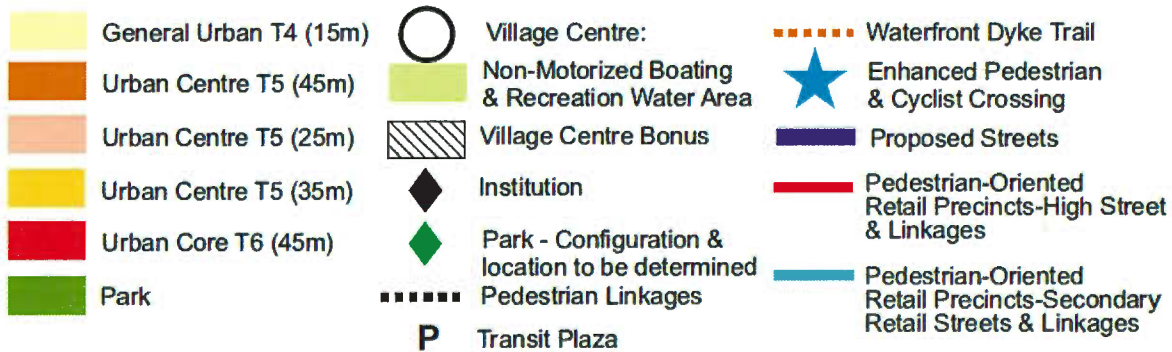 General Urban T4 (15m)
Urban Centre T5 (45m)
Urban Centre T5 (25m)
Urban Centre T5 (35m)
Urban Core T6 (45m)
Park
Village Centre:
Non-Motorized Boating
& Recreation Water Area
Village Centre Bonus
Institution
Park - Configuration &
location to be determined
Pedestrian Linkages
P Transit Plaza
Waterfront Dyke Trail
Enhanced Pedestrian
& Cyclist Crossing
Proposed Streets
Pedestrian-Oriented
Retail Precincts-High Street
& Linkages
Pedestrian-Oriented
Retail Precincts-Secondary
Retail Streets & Linkages